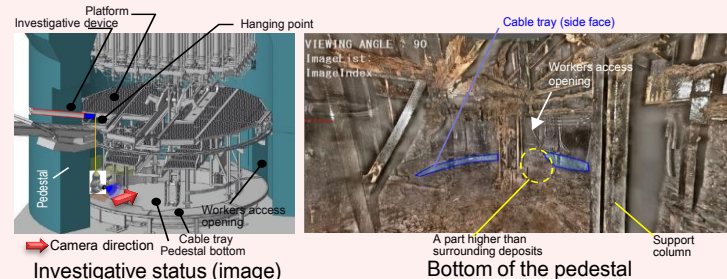 Platform
Investigative device
Hanging point
Pedestal
Workers access
opening
Cable tray
Pedestal bottom
Camera direction
Investigative status (image)
Cable tray (side face)
VIEWING ANGLE : 90
ImageList:
ImageIndex:
Workers access
opening
A part higher than
surrounding deposits
Support
column
Bottom of the pedestal